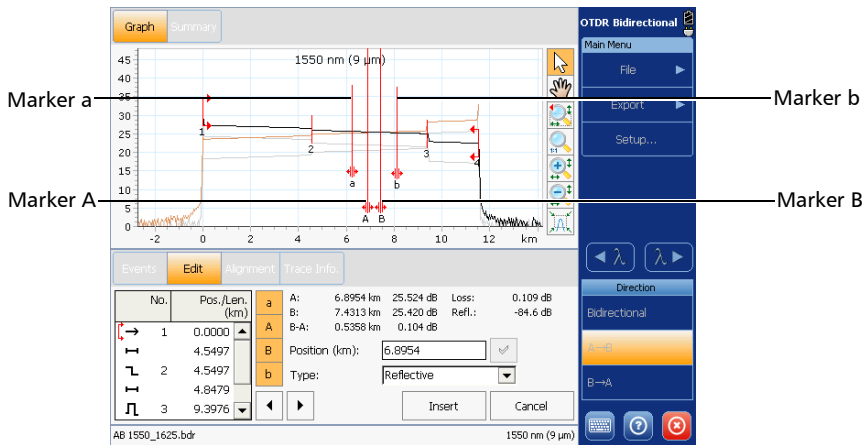 Graph Summary
OTDR Bidirectional
Main Menu
File
Export
Setup...
1550 nm (9 µm)
45
40
35
30
25
20
15
10
5
0
-2 0 2 4 6 8 10 12 km
1
2
3
4
a
b
A B
1:1
Marker a
Marker b
Marker A
Marker B
λ λ
Direction
Bidirectional
A→B
B→A
Events Edit Alignment Trace Info.
No. Pos./Len. (km)
1 0.0000
4.5497
2 4.5497
4.8479
3 9.3976
a
A
B
b
A: 6.8954 km 25.524 dB Loss: 0.109 dB
B: 7.4313 km 25.420 dB Refl.: -84.6 dB
B-A: 0.5358 km 0.104 dB
Position (km): 6.8954
Type: Reflective
Insert Cancel
AB 1550_1625.bdr
1550 nm (9 µm)